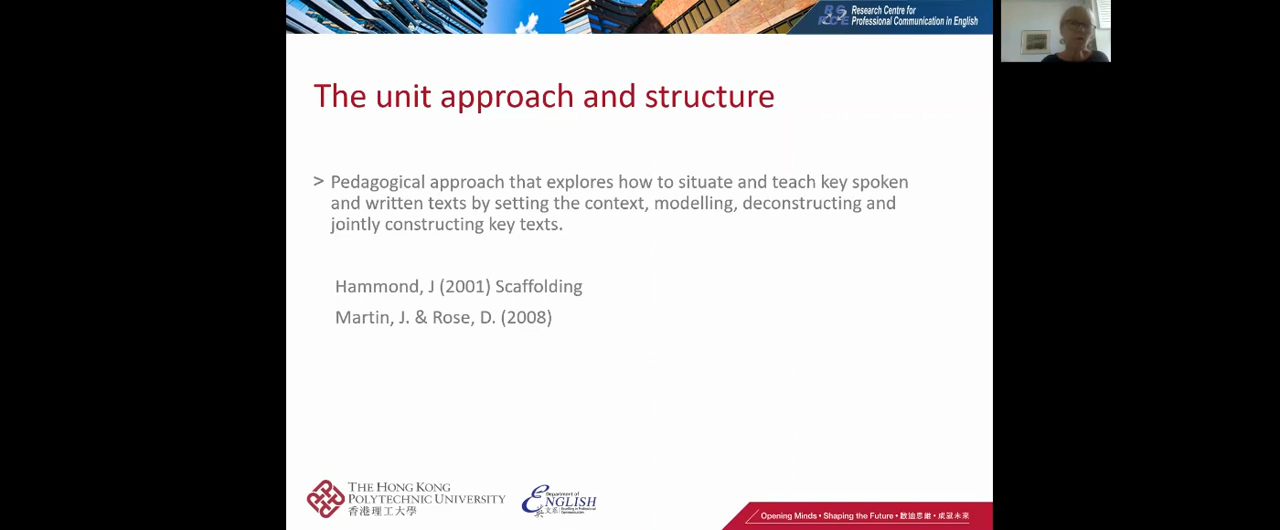 Research Centre for
Professional Communication in English
The unit approach and structure
> Pedagogical approach that explores how to situate and teach key spoken
and written texts by setting the context, modelling, deconstructing and
jointly constructing key texts.
Hammond, J (2001) Scaffolding
Martin, J. & Rose, D. (2008)
THE HONG KONG
POLYTECHNIC UNIVERSITY
香港理工大學
Department of
ENGLISH
Opening Minds • Shaping the Future • 啟迪思維 • 成就未來